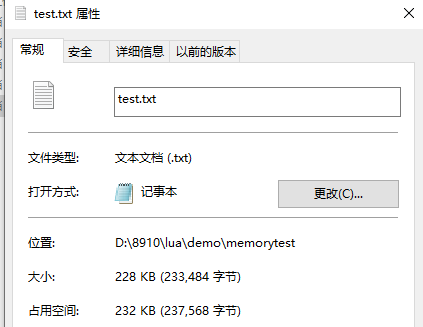 test.txt 属性
常规 安全 详细信息 以前的版本
test.txt
文件类型: 文本文档 (.txt)
打开方式: 记事本 更改(C)...
位置: D:\8910\lua\demo\memorytest
大小: 228 KB (233,484 字节)
占用空间: 232 KB (237,568 字节)